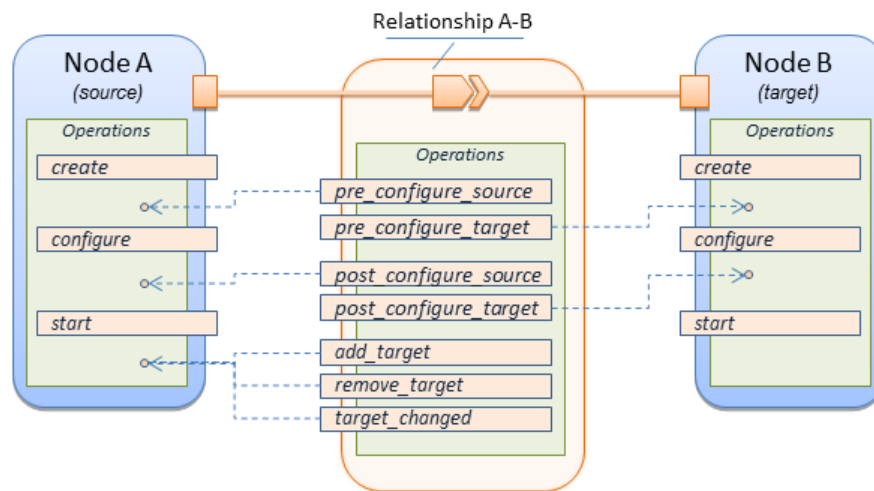 Relationship A-B
Node A
(source)
Operations
create
configure
start
Operations
pre_configure_source
pre_configure_target
post_configure_source
post_configure_target
add_target
remove_target
target_changed
Node B
(target)
Operations
create
configure
start